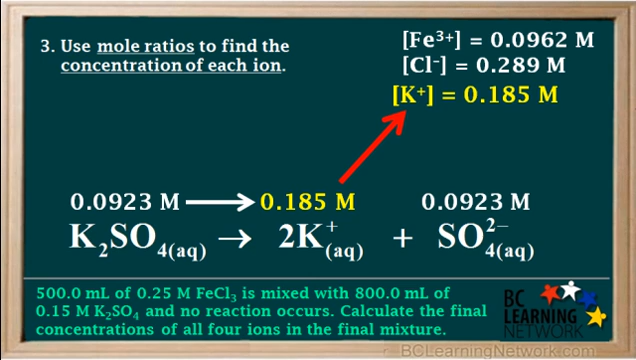 3. Use mole ratios to find the
concentration of each ion.
[Fe³⁺] = 0.0962 M
[Cl⁻] = 0.289 M
[K⁺] = 0.185 M
0.0923 M → 0.185 M 0.0923 M
K₂SO₄(aq) → 2K⁺(aq) + SO₄²⁻(aq)
500.0 mL of 0.25 M FeCl₃ is mixed with 800.0 mL of
0.15 M K₂SO₄ and no reaction occurs. Calculate the final
concentrations of all four ions in the final mixture.
BC
LEARNING
NETWORK
BCLearningNetwork.com